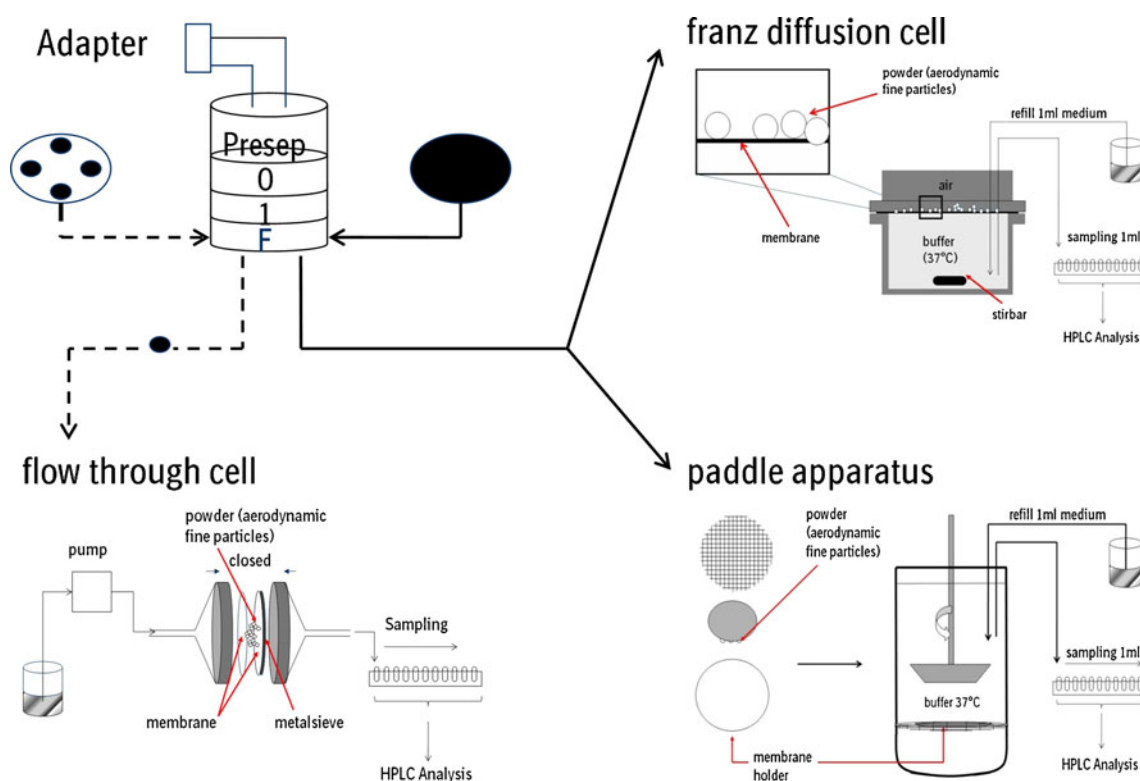 Adapter
Presep
0
1
F
franz diffusion cell
powder (aerodynamic
fine particles)
refill 1ml medium
air
membrane
buffer
(37°C)
sampling 1ml
stirbar
HPLC Analysis
flow through cell
powder (aerodynamic
fine particles)
pump
closed
Sampling
membrane
metalsieve
HPLC Analysis
paddle apparatus
powder
(aerodynamic
fine particles)
refill 1ml medium
sampling 1ml
buffer 37°C
membrane
holder
HPLC Analysis